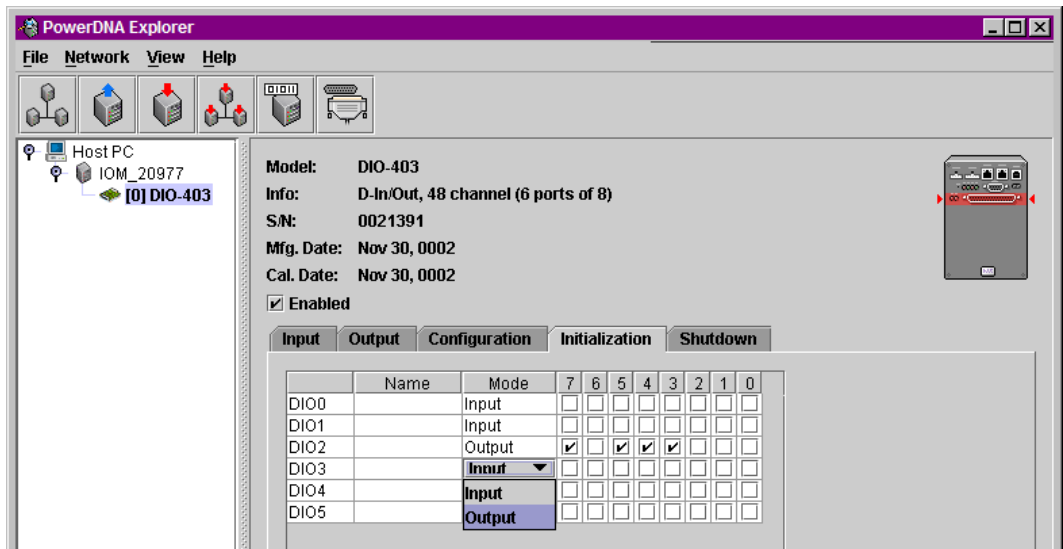 PowerDNA Explorer
File Network View Help
Host PC
IOM_20977
[0] DIO-403
Model: DIO-403
Info: D-In/Out, 48 channel (6 ports of 8)
S/N: 0021391
Mfg. Date: Nov 30, 0002
Cal. Date: Nov 30, 0002
Enabled
Input Output Configuration Initialization Shutdown
Name Mode 7 6 5 4 3 2 1 0
DIO0 Input
DIO1 Input
DIO2 Output
DIO3 Input
DIO4 Input
DIO5 Output